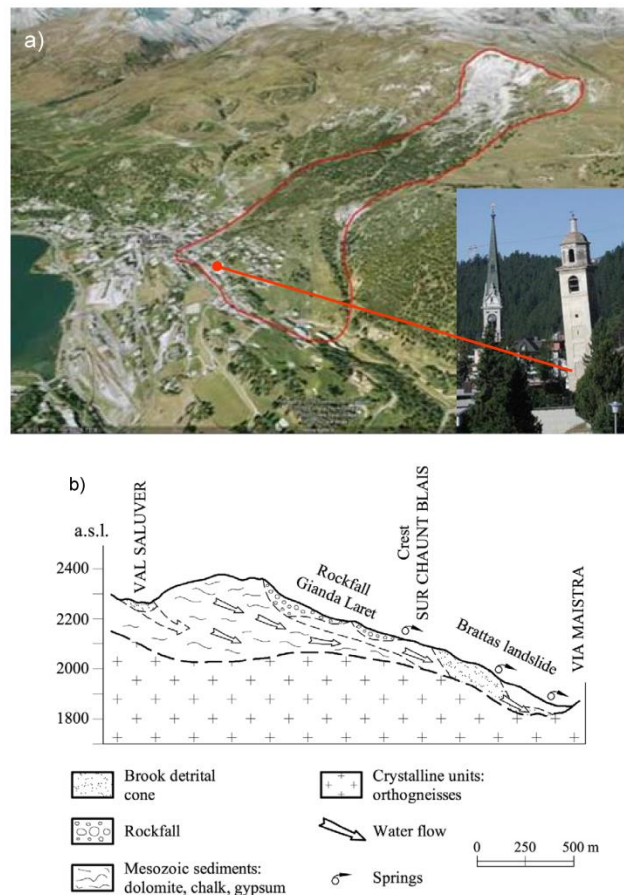 a)
b)
a.s.l.
2400
2200
2000
1800
VAL SALUVER
Rockfall
Gianda Laret
Crest
SUR CHAUNT BLAIS
Brattas landslide
VIA MAISTRA
Brook detrital
cone
Rockfall
Mesozoic sediments:
dolomite, chalk, gypsum
Crystalline units:
orthogneisses
Water flow
Springs
0 250 500 m